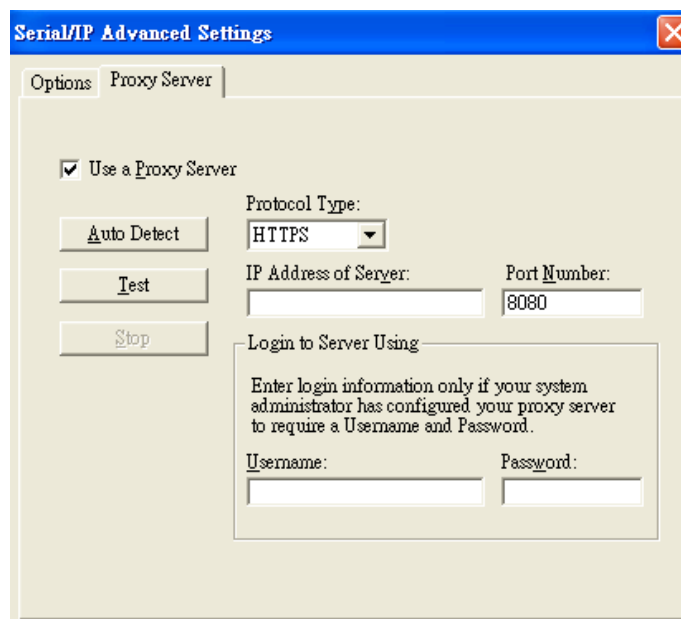 Serial/IP Advanced Settings
Options Proxy Server
Use a Proxy Server
Protocol Type:
Auto Detect
HTTPS
IP Address of Server: Port Number:
Test
8080
Stop
Login to Server Using
Enter login information only if your system
administrator has configured your proxy server
to require a Username and Password.
Username: Password: